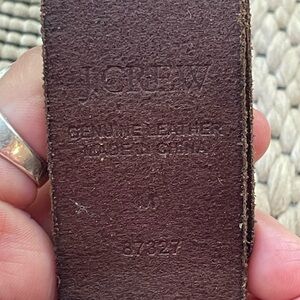 J.CREW
GENUINE LEATHER
MADE IN CHINA
87327